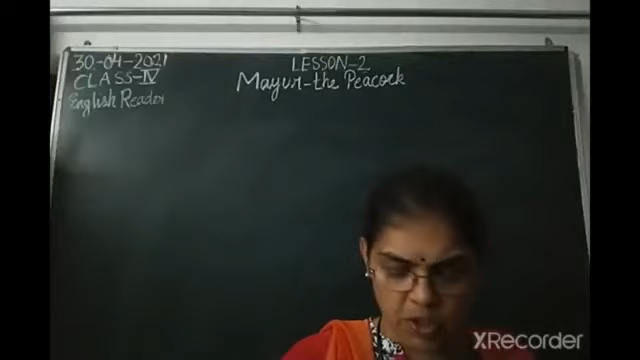 30-04-2021
CLASS-IV
English Reader
LESSON-2
Mayur-the Peacock
XRecorder